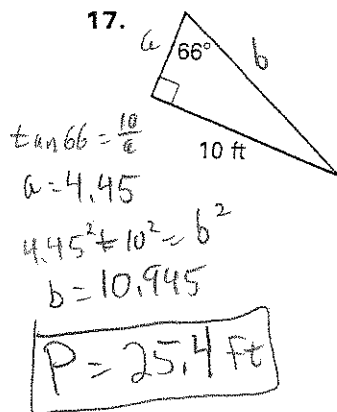 17.
a 66° b
10 ft
tan 66 = 10/a
a = 4.45
4.45² + 10² = b²
b = 10.945
P = 25.4 ft